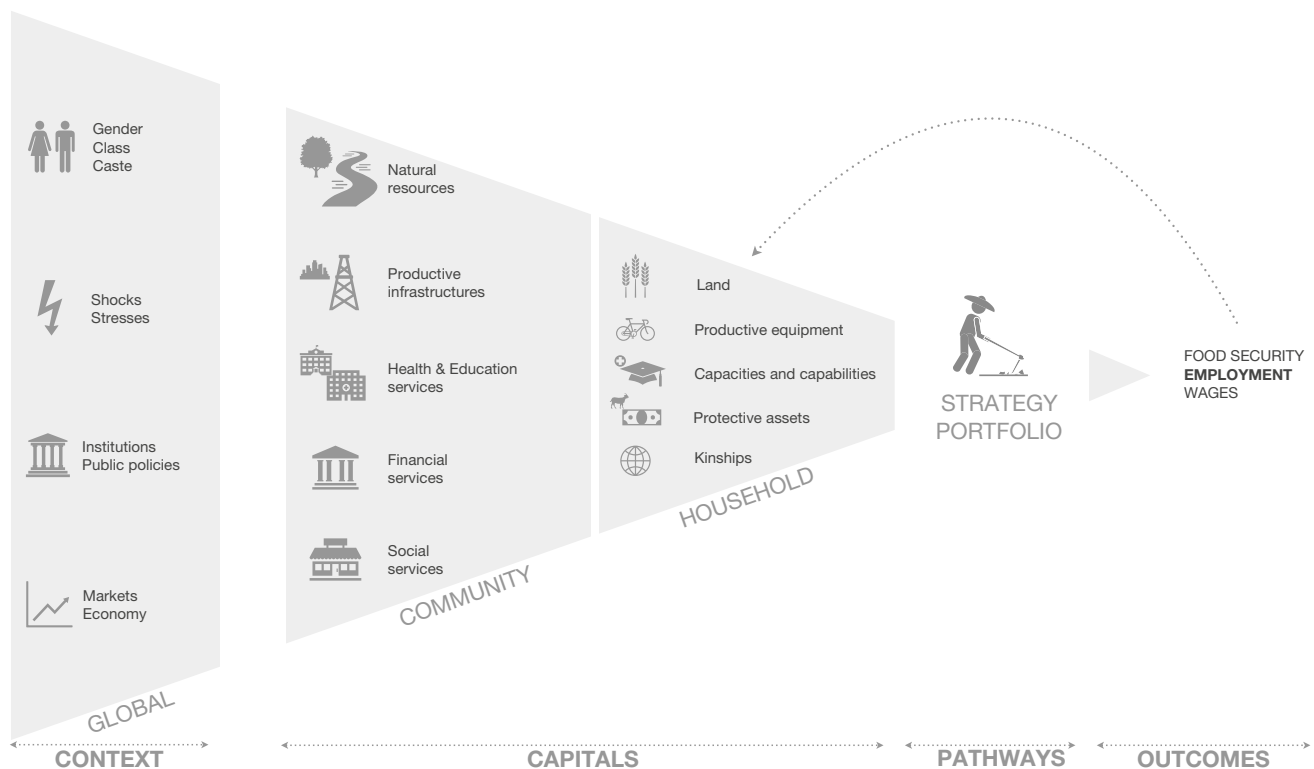 Gender
Class
Caste
Shocks
Stresses
Institutions
Public policies
Markets
Economy
GLOBAL
Natural
resources
Productive
infrastructures
Health & Education
services
Financial
services
Social
services
COMMUNITY
Land
Productive equipment
Capacities and capabilities
Protective assets
Kinships
HOUSEHOLD
STRATEGY
PORTFOLIO
FOOD SECURITY
EMPLOYMENT
WAGES
CONTEXT
CAPITALS
PATHWAYS
OUTCOMES